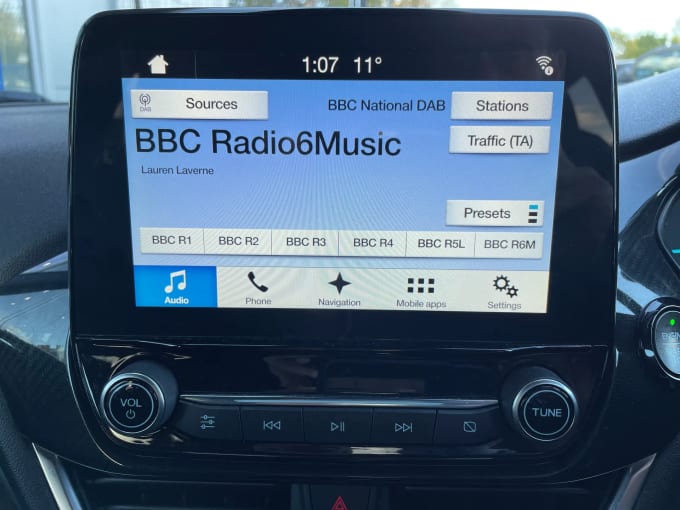 1:07 11°
DAB Sources BBC National DAB Stations
BBC Radio6Music
Traffic (TA)
Lauren Laverne
Presets
BBC R1 BBC R2 BBC R3 BBC R4 BBC R5L BBC R6M
Audio Phone Navigation Mobile apps Settings
VOL
TUNE
ENGINE